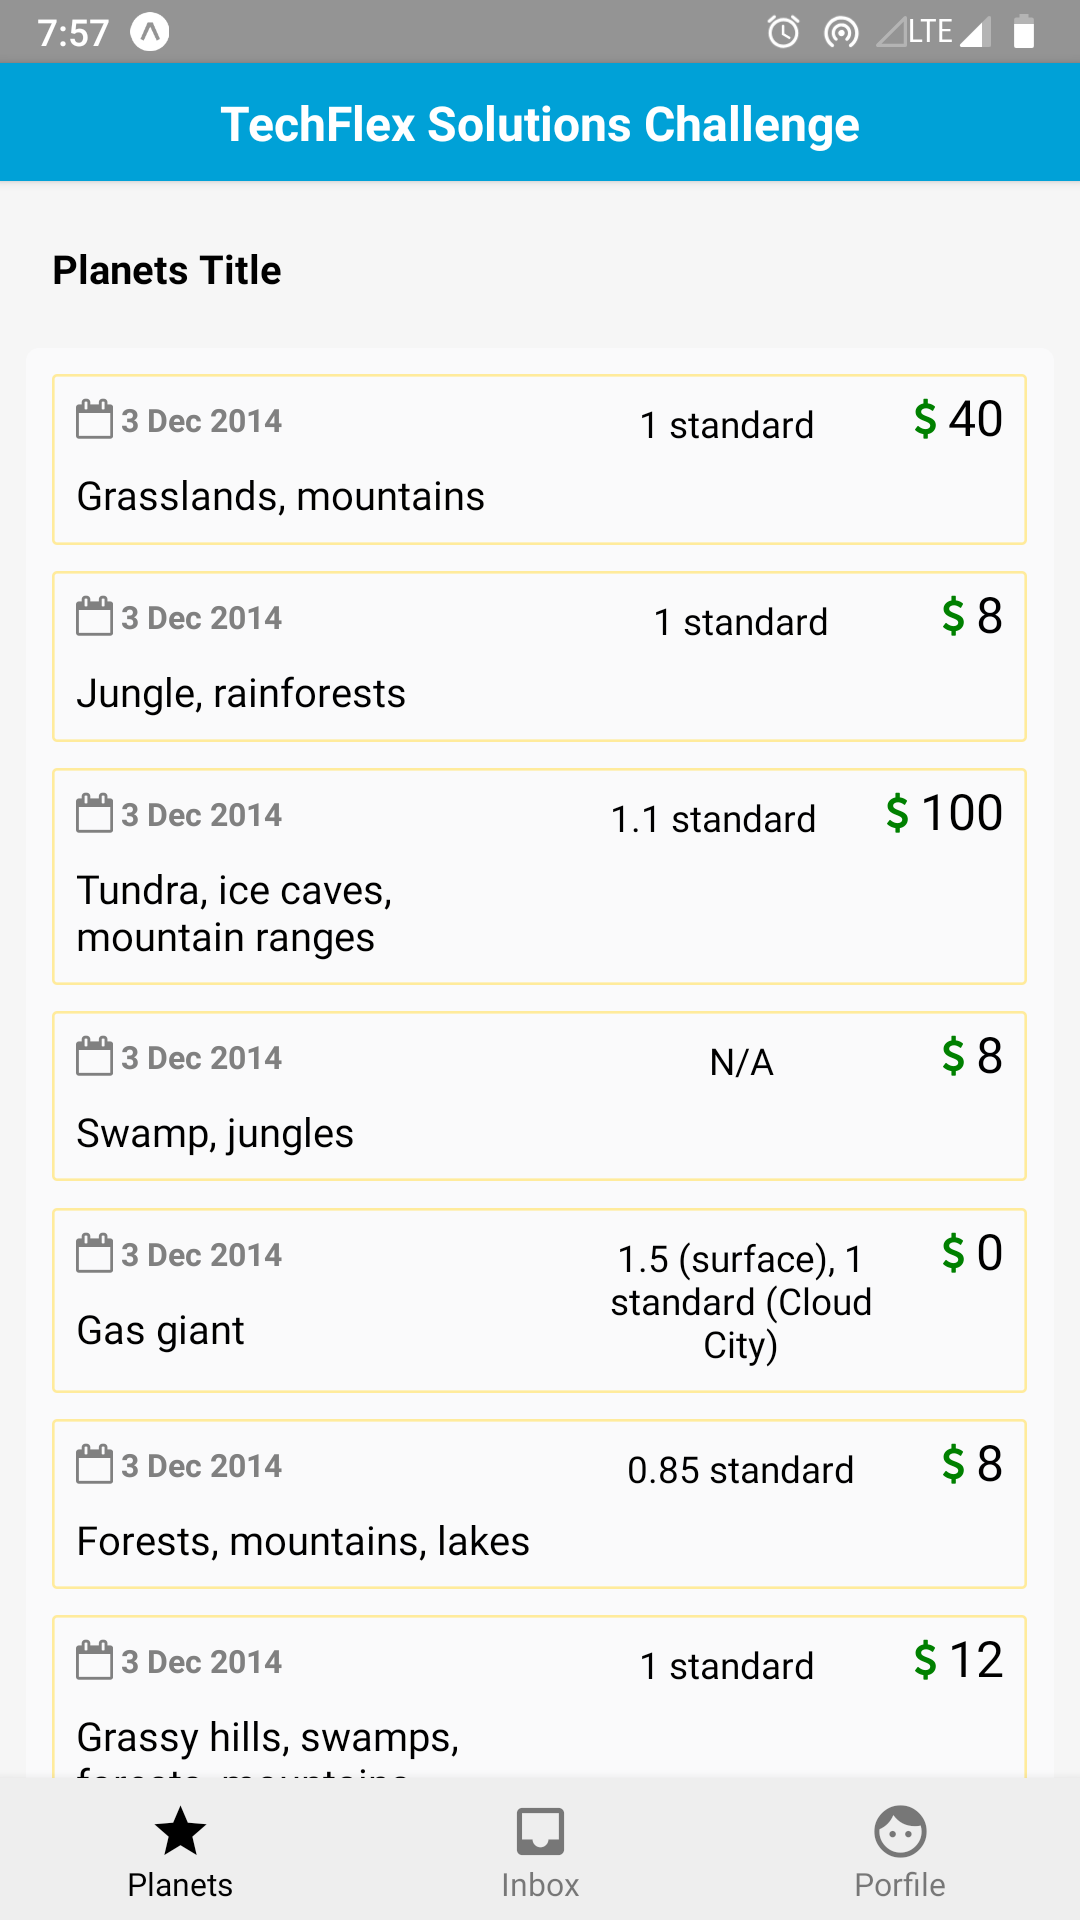 7:57
LTE
TechFlex Solutions Challenge
Planets Title
3 Dec 2014 1 standard $ 40
Grasslands, mountains
3 Dec 2014 1 standard $ 8
Jungle, rainforests
3 Dec 2014 1.1 standard $ 100
Tundra, ice caves,
mountain ranges
3 Dec 2014 N/A $ 8
Swamp, jungles
3 Dec 2014 1.5 (surface), 1 $ 0
standard (Cloud
Gas giant
City)
3 Dec 2014 0.85 standard $ 8
Forests, mountains, lakes
3 Dec 2014 1 standard $ 12
Grassy hills, swamps,
forests, mountains
Planets Inbox Porfile